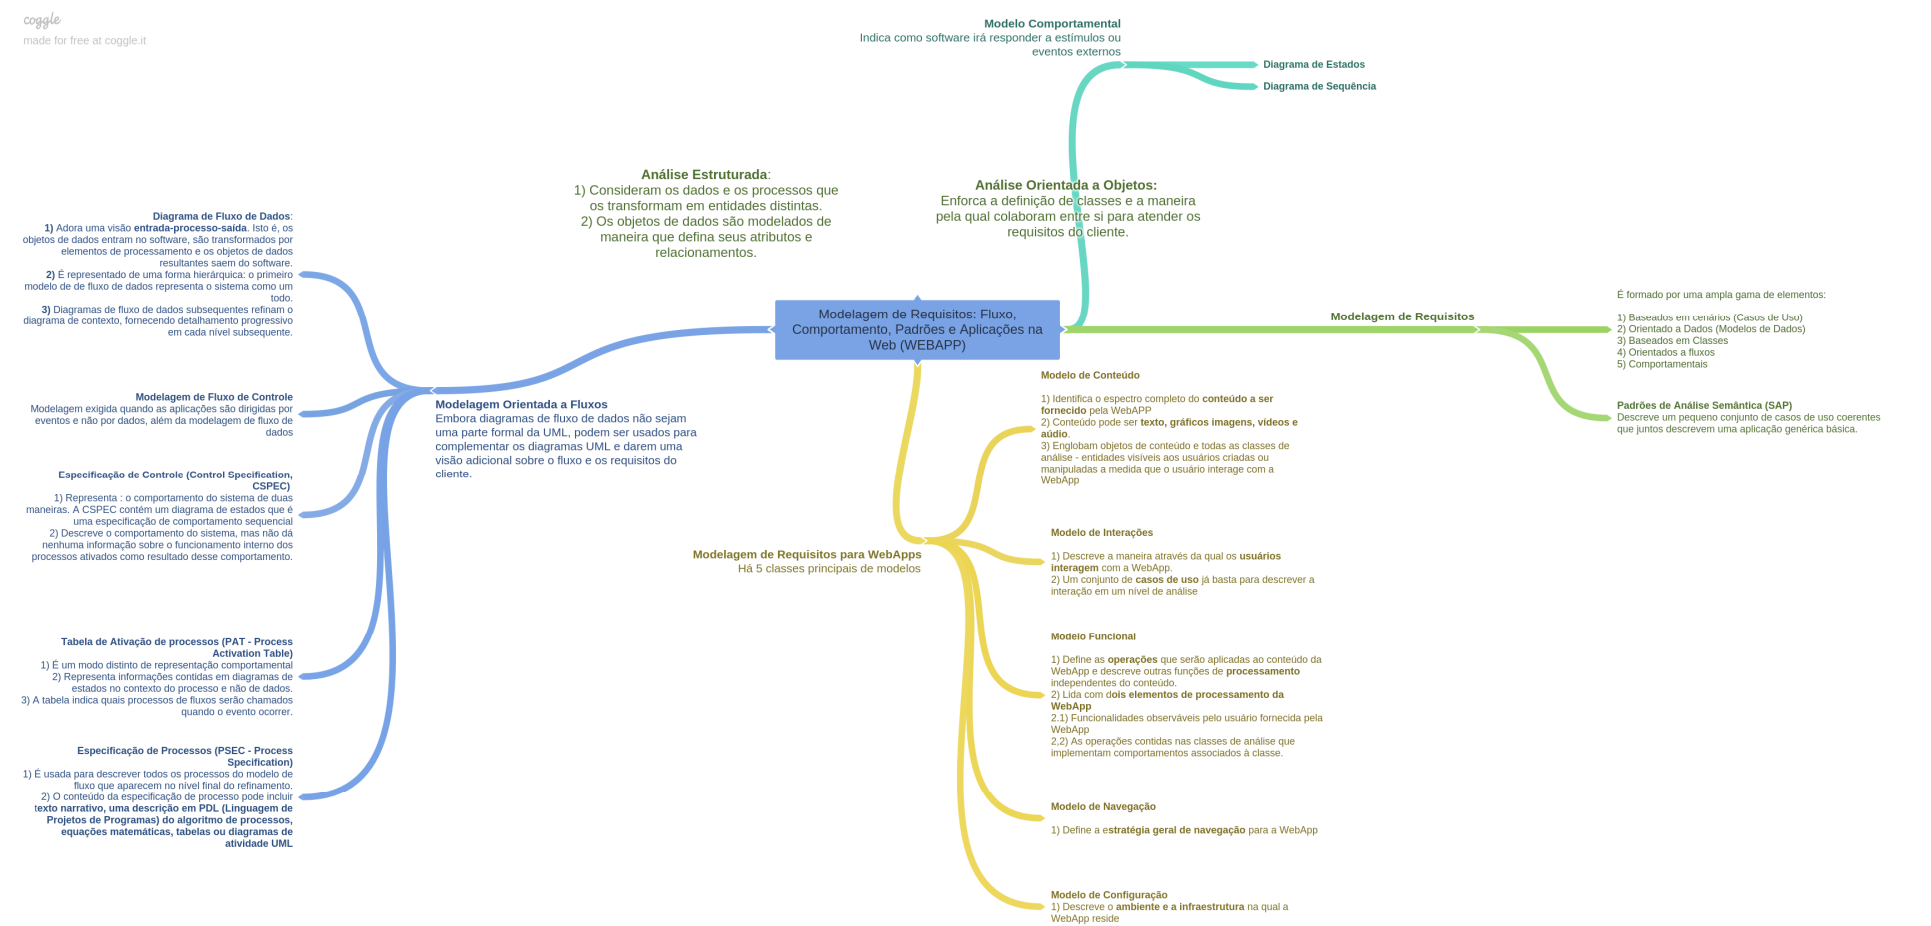 coggle
made for free at coggle.it
Modelo Comportamental
Indica como software irá responder a estímulos ou
eventos externos
Diagrama de Estados
Diagrama de Sequência
Análise Estruturada:
1) Consideram os dados e os processos que
os transformam em entidades distintas.
2) Os objetos de dados são modelados de
maneira que defina seus atributos e
relacionamentos.
Análise Orientada a Objetos:
Enforca a definição de classes e a maneira
pela qual colaboram entre si para atender os
requisitos do cliente.
Modelagem de Requisitos: Fluxo,
Comportamento, Padrões e Aplicações na
Web (WEBAPP)
Modelagem de Requisitos
É formado por uma ampla gama de elementos:
1) Baseados em cenários (Casos de Uso)
2) Orientado a Dados (Modelos de Dados)
3) Baseados em Classes
4) Orientados a fluxos
5) Comportamentais
Padrões de Análise Semântica (SAP)
Descreve um pequeno conjunto de casos de uso coerentes
que juntos descrevem uma aplicação genérica básica.
Diagrama de Fluxo de Dados:
1) Adora uma visão entrada-processo-saída. Isto é, os
objetos de dados entram no software, são transformados por
elementos de processamento e os objetos de dados
resultantes saem do software.
2) É representado de uma forma hierárquica: o primeiro
modelo de de fluxo de dados representa o sistema como um
todo.
3) Diagramas de fluxo de dados subsequentes refinam o
diagrama de contexto, fornecendo detalhamento progressivo
em cada nível subsequente.
Modelagem de Fluxo de Controle
Modelagem exigida quando as aplicações são dirigidas por
eventos e não por dados, além da modelagem de fluxo de
dados
Especificação de Controle (Control Specification,
CSPEC)
1) Representa : o comportamento do sistema de duas
maneiras. A CSPEC contém um diagrama de estados que é
uma especificação de comportamento sequencial
2) Descreve o comportamento do sistema, mas não dá
nenhuma informação sobre o funcionamento interno dos
processos ativados como resultado desse comportamento.
Tabela de Ativação de processos (PAT - Process
Activation Table)
1) É um modo distinto de representação comportamental
2) Representa informações contidas em diagramas de
estados no contexto do processo e não de dados.
3) A tabela indica quais processos de fluxos serão chamados
quando o evento ocorrer.
Especificação de Processos (PSEC - Process
Specification)
1) É usada para descrever todos os processos do modelo de
fluxo que aparecem no nível final do refinamento.
2) O conteúdo da especificação de processo pode incluir
texto narrativo, uma descrição em PDL (Linguagem de
Projetos de Programas) do algoritmo de processos,
equações matemáticas, tabelas ou diagramas de
atividade UML
Modelagem Orientada a Fluxos
Embora diagramas de fluxo de dados não sejam
uma parte formal da UML, podem ser usados para
complementar os diagramas UML e darem uma
visão adicional sobre o fluxo e os requisitos do
cliente.
Modelagem de Requisitos para WebApps
Há 5 classes principais de modelos
Modelo de Conteúdo
1) Identifica o espectro completo do conteúdo a ser
fornecido pela WebAPP
2) Conteúdo pode ser texto, gráficos imagens, vídeos e
aúdio.
3) Englobam objetos de conteúdo e todas as classes de
análise - entidades visíveis aos usuários criadas ou
manipuladas a medida que o usuário interage com a
WebApp
Modelo de Interações
1) Descreve a maneira através da qual os usuários
interagem com a WebApp.
2) Um conjunto de casos de uso já basta para descrever a
interação em um nível de análise
Modelo Funcional
1) Define as operações que serão aplicadas ao conteúdo da
WebApp e descreve outras funções de processamento
independentes do conteúdo.
2) Lida com dois elementos de processamento da
WebApp
2.1) Funcionalidades observáveis pelo usuário fornecida pela
WebApp
2,2) As operações contidas nas classes de análise que
implementam comportamentos associados à classe.
Modelo de Navegação
1) Define a estratégia geral de navegação para a WebApp
Modelo de Configuração
1) Descreve o ambiente e a infraestrutura na qual a
WebApp reside